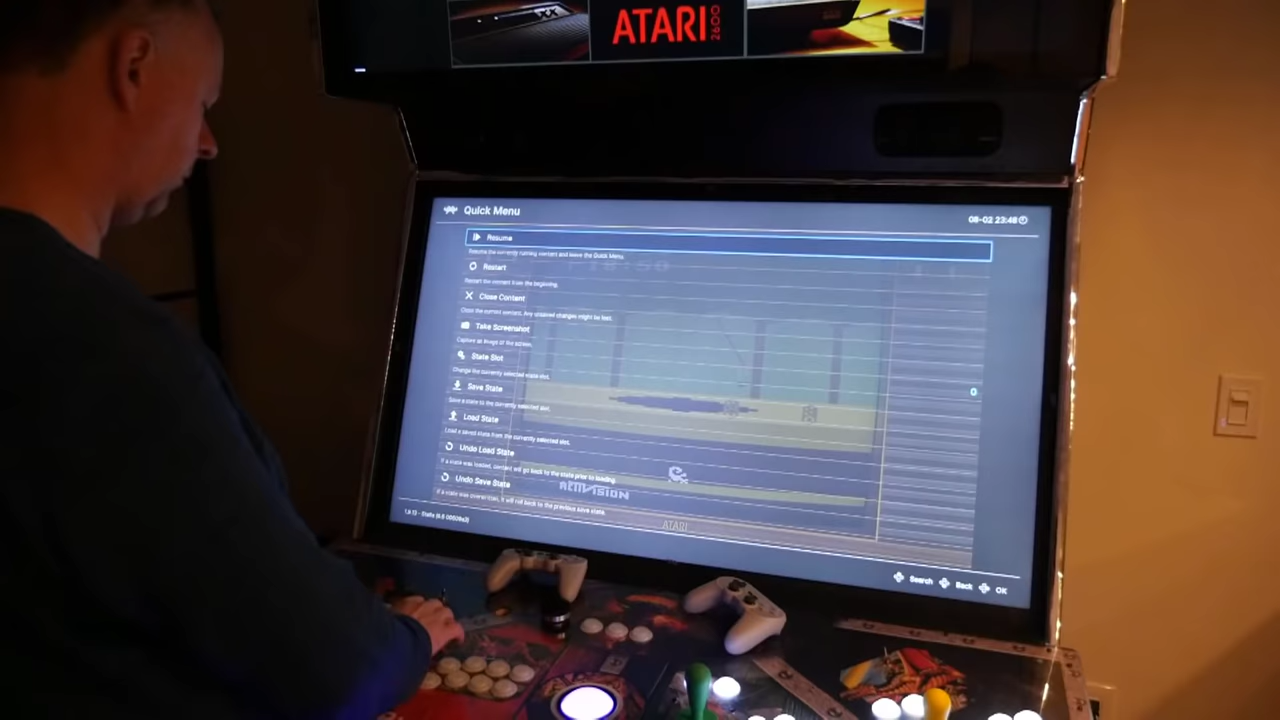 ATARI 2600
Quick Menu
08-02 23:46
Resume
Resume the currently running content and leave the Quick Menu.
Restart
Restart the content from the beginning.
Close Content
Close the current content. Any unsaved changes might be lost.
Take Screenshot
Capture an image of the screen.
State Slot
0
Change the currently selected state slot.
Save State
Save a state to the currently selected slot.
Load State
Load a saved state from the currently selected slot.
Undo Load State
If a state was loaded, content will go back to the state prior to loading.
Undo Save State
If a state was overwritten, it will roll back to the previous save state.
ACTIVISION
ATARI
Search Back OK